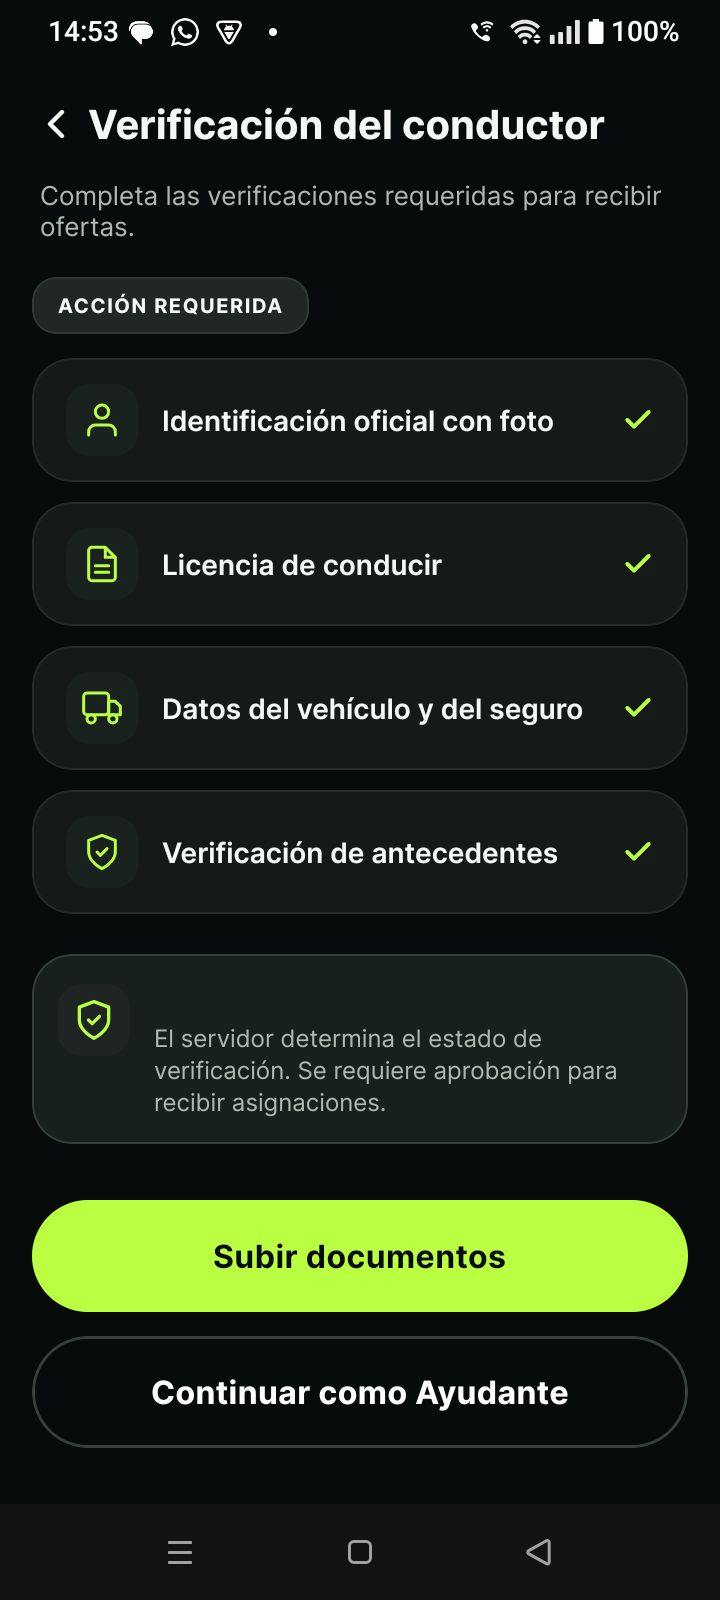 14:53
100%
Verificación del conductor
Completa las verificaciones requeridas para recibir
ofertas.
ACCIÓN REQUERIDA
Identificación oficial con foto
Licencia de conducir
Datos del vehículo y del seguro
Verificación de antecedentes
El servidor determina el estado de
verificación. Se requiere aprobación para
recibir asignaciones.
Subir documentos
Continuar como Ayudante